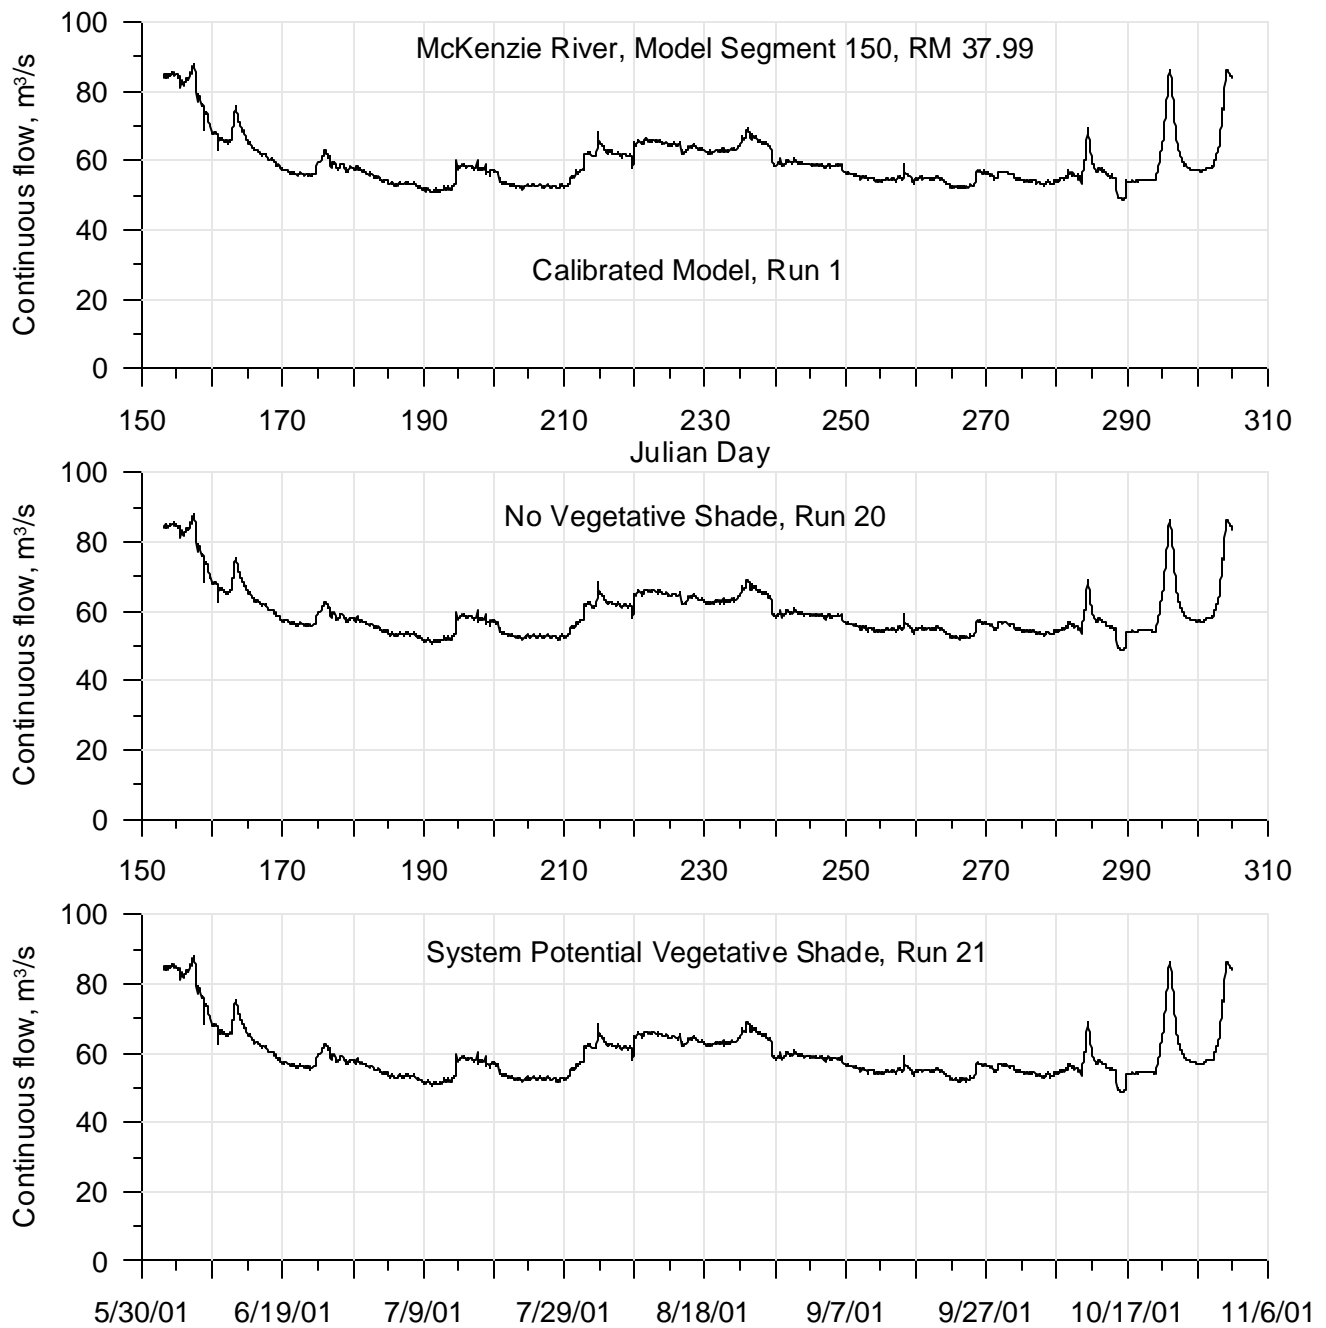 100
McKenzie River, Model Segment 150, RM 37.99
80
60
40
Calibrated Model, Run 1
20
0
Continuous flow, m³/s
150 170 190 210 230 250 270 290 310
Julian Day
100
No Vegetative Shade, Run 20
80
60
40
20
0
Continuous flow, m³/s
150 170 190 210 230 250 270 290 310
100
System Potential Vegetative Shade, Run 21
80
60
40
20
0
Continuous flow, m³/s
5/30/01 6/19/01 7/9/01 7/29/01 8/18/01 9/7/01 9/27/01 10/17/01 11/6/01